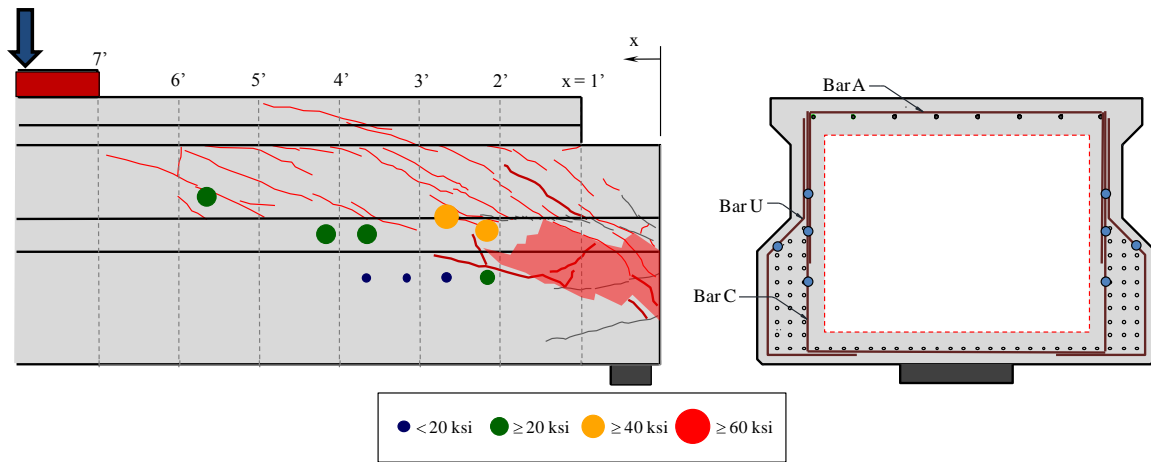 x
7’ 6’ 5’ 4’ 3’ 2’ x = 1’
Bar A
Bar U
Bar C
< 20 ksi ≥ 20 ksi ≥ 40 ksi ≥ 60 ksi